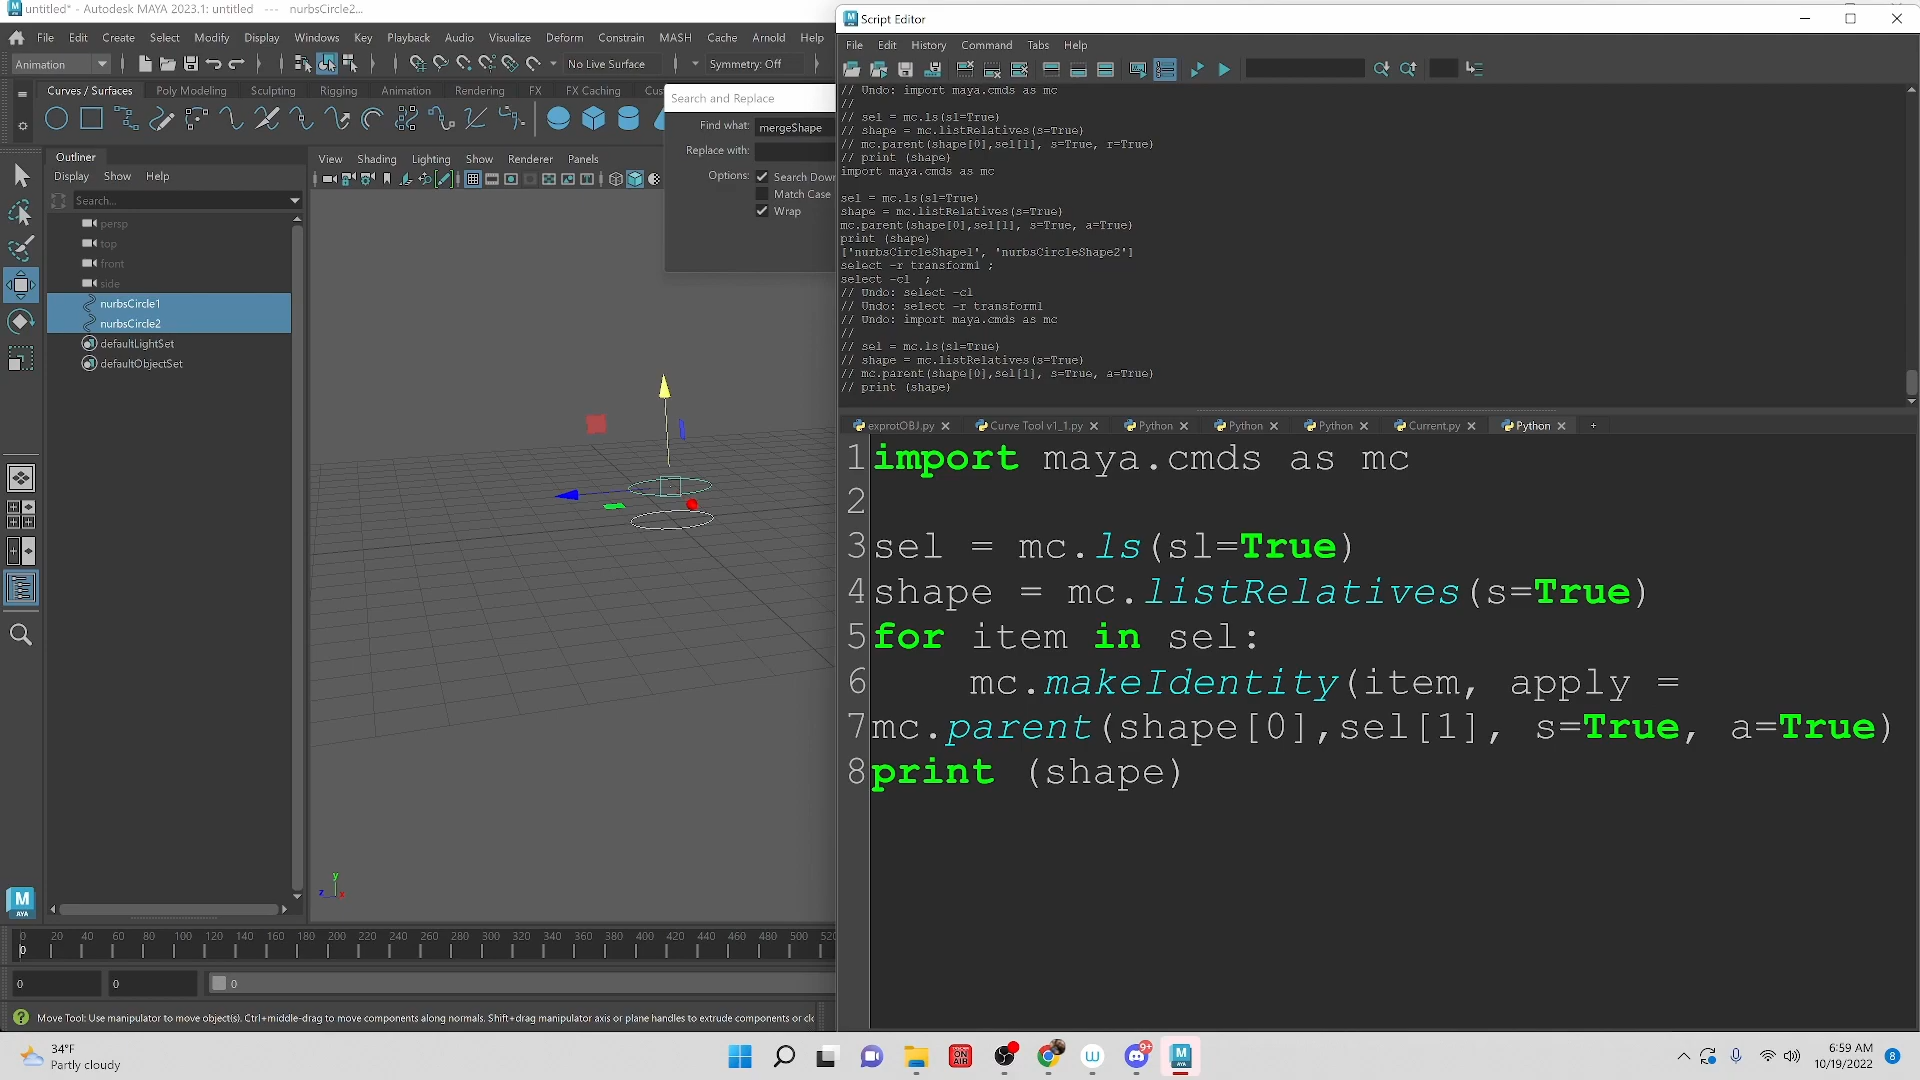 untitled* - Autodesk MAYA 2023.1: untitled --- nurbsCircle2...
File Edit Create Select Modify Display Windows Key Playback Audio Visualize Deform Constrain MASH Cache Arnold Help
Animation No Live Surface Symmetry: Off
Curves / Surfaces Poly Modeling Sculpting Rigging Animation Rendering FX FX Caching Cus
Search and Replace
Find what: mergeShape
Replace with:
Options: Search Down
Match Case
Wrap
Outliner
Display Show Help
Search...
persp
top
front
side
nurbsCircle1
nurbsCircle2
defaultLightSet
defaultObjectSet
View Shading Lighting Show Renderer Panels
y
z x
Script Editor
File Edit History Command Tabs Help
// Undo: import maya.cmds as mc
//
// sel = mc.ls(sl=True)
// shape = mc.listRelatives(s=True)
// mc.parent(shape[0],sel[1], s=True, r=True)
// print (shape)
import maya.cmds as mc
sel = mc.ls(sl=True)
shape = mc.listRelatives(s=True)
mc.parent(shape[0],sel[1], s=True, a=True)
print (shape)
['nurbsCircleShape1', 'nurbsCircleShape2']
select -r transform1 ;
select -cl ;
// Undo: select -cl
// Undo: select -r transform1
// Undo: import maya.cmds as mc
//
// sel = mc.ls(sl=True)
// shape = mc.listRelatives(s=True)
// mc.parent(shape[0],sel[1], s=True, a=True)
// print (shape)
exprotOBJ.py Curve Tool v1_1.py Python Python Python Current.py Python +
1 import maya.cmds as mc
2
3 sel = mc.ls(sl=True)
4 shape = mc.listRelatives(s=True)
5 for item in sel:
6 mc.makeIdentity(item, apply =
7 mc.parent(shape[0],sel[1], s=True, a=True)
8 print (shape)
M
AYA
0 20 40 60 80 100 120 140 160 180 200 220 240 260 280 300 320 340 360 380 400 420 440 460 480 500 520
0
0 0 0
Move Tool: Use manipulator to move object(s). Ctrl+middle-drag to move components along normals. Shift+drag manipulator axis or plane handles to extrude components or cl
34°F
Partly cloudy
ON AIR
9+
6:59 AM
10/19/2022
8